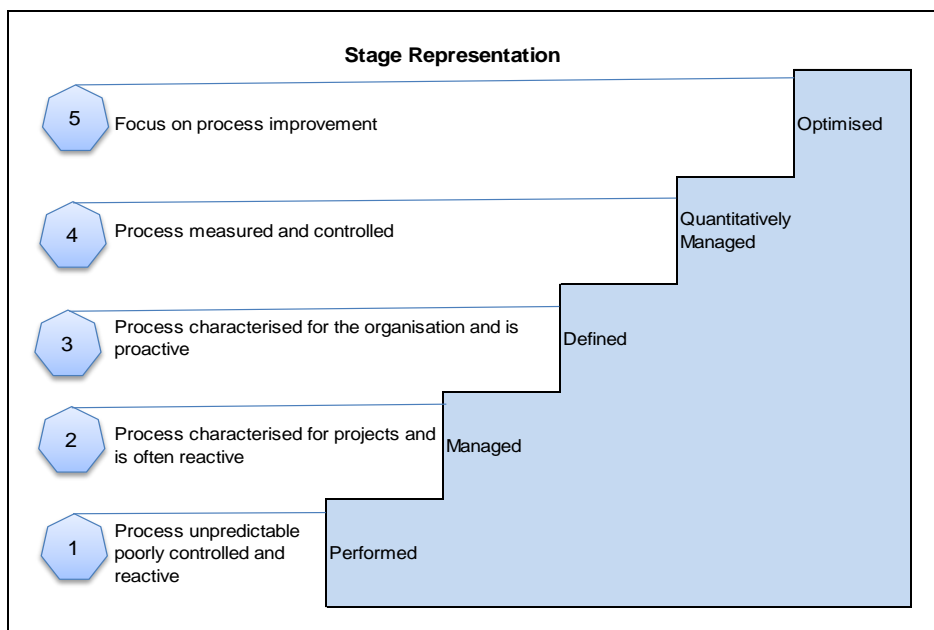 Stage Representation
5
Focus on process improvement
Optimised
4
Process measured and controlled
Quantitatively
Managed
3
Process characterised for the organisation and is
proactive
Defined
2
Process characterised for projects and
is often reactive
Managed
1
Process unpredictable
poorly controlled and
reactive
Performed